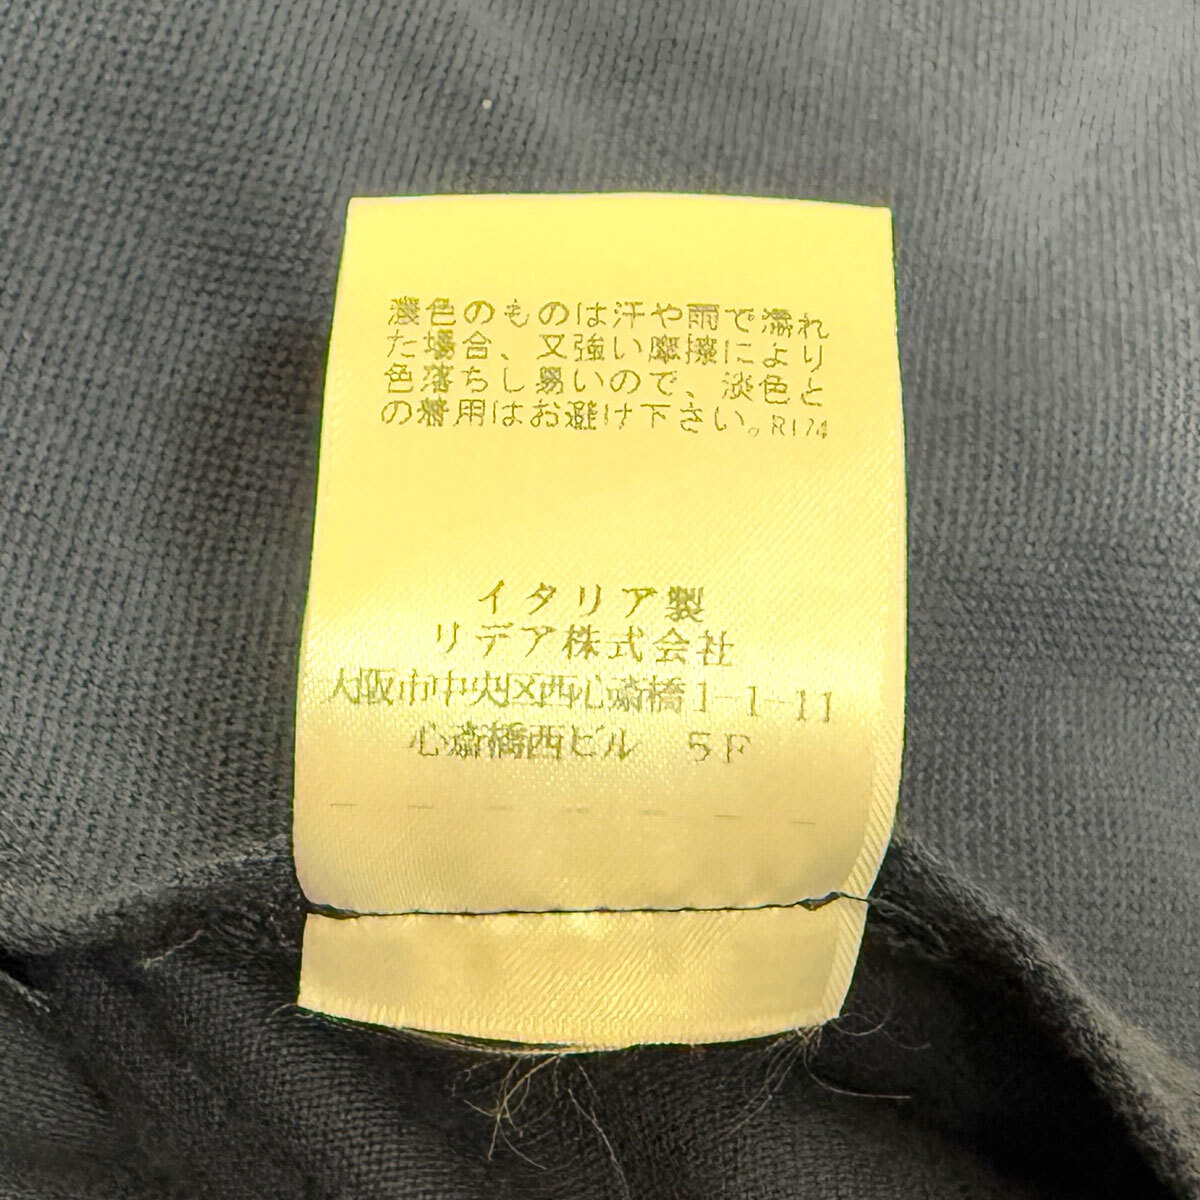 濃色のものは汗や雨で濡れ
た場合、又強い摩擦により
色落ちし易いので、淡色と
の着用はお避け下さい。R174
イタリア製
リデア株式会社
大阪市中央区西心斎橋1-1-11
心斎橋西ビル 5F